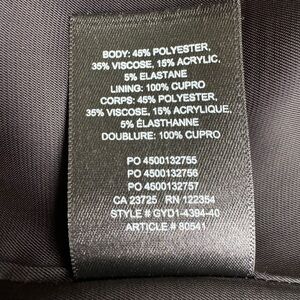 BODY: 45% POLYESTER,
35% VISCOSE, 15% ACRYLIC,
5% ELASTANE
LINING: 100% CUPRO
CORPS: 45% POLYESTER,
35% VISCOSE, 15% ACRYLIQUE,
5% ÉLASTHANNE
DOUBLURE: 100% CUPRO
PO 4500132755
PO 4500132756
PO 4500132757
CA 23725 RN 122354
STYLE # GYD1-4394-40
ARTICLE # 80541